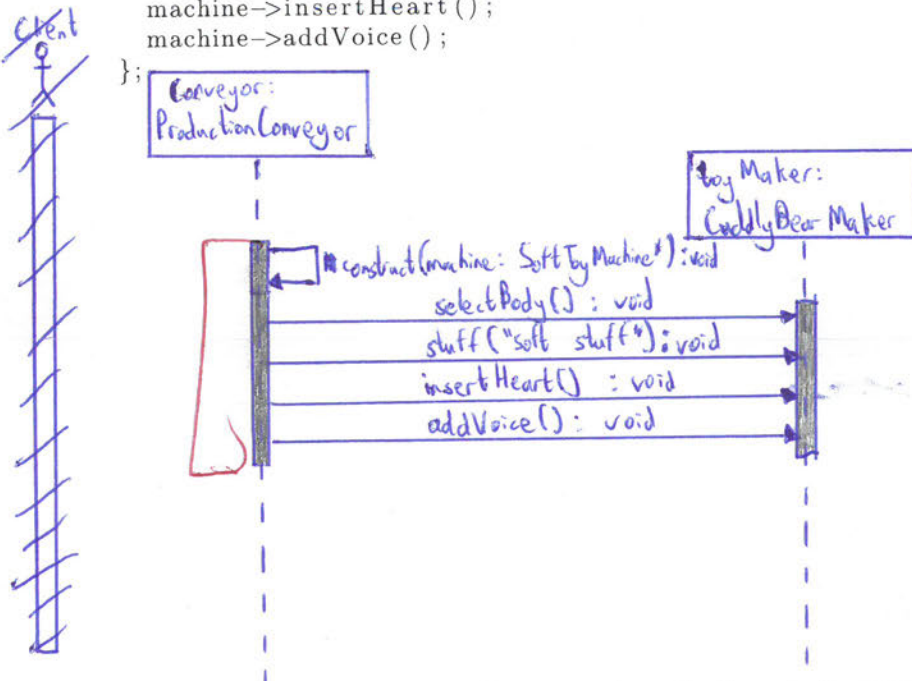 machine->insertHeart();
machine->addVoice();
};
Client
Conveyor:
ProductionConveyor
toyMaker:
CuddlyBearMaker
construct(machine: SoftToyMachine*): void
selectBody() : void
stuff("soft stuff"): void
insertHeart() : void
addVoice() : void